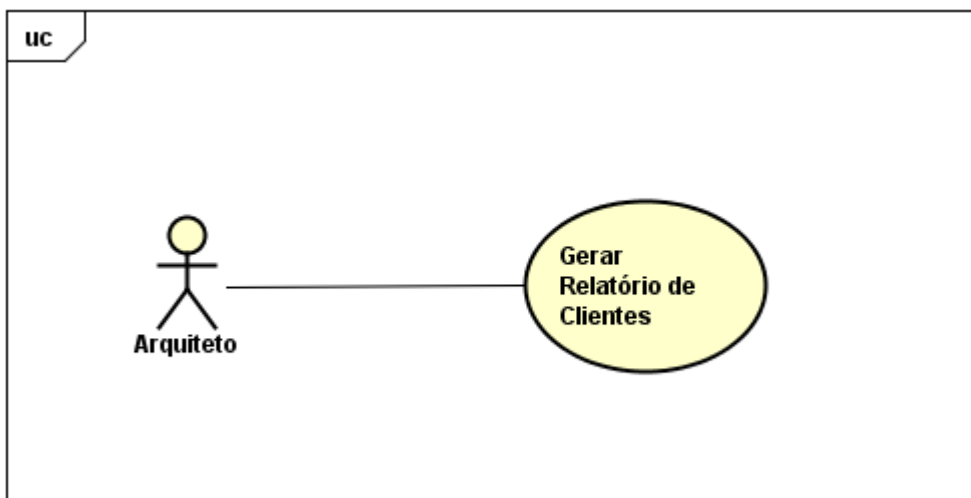 uc
Gerar
Relatório de
Clientes
Arquiteto